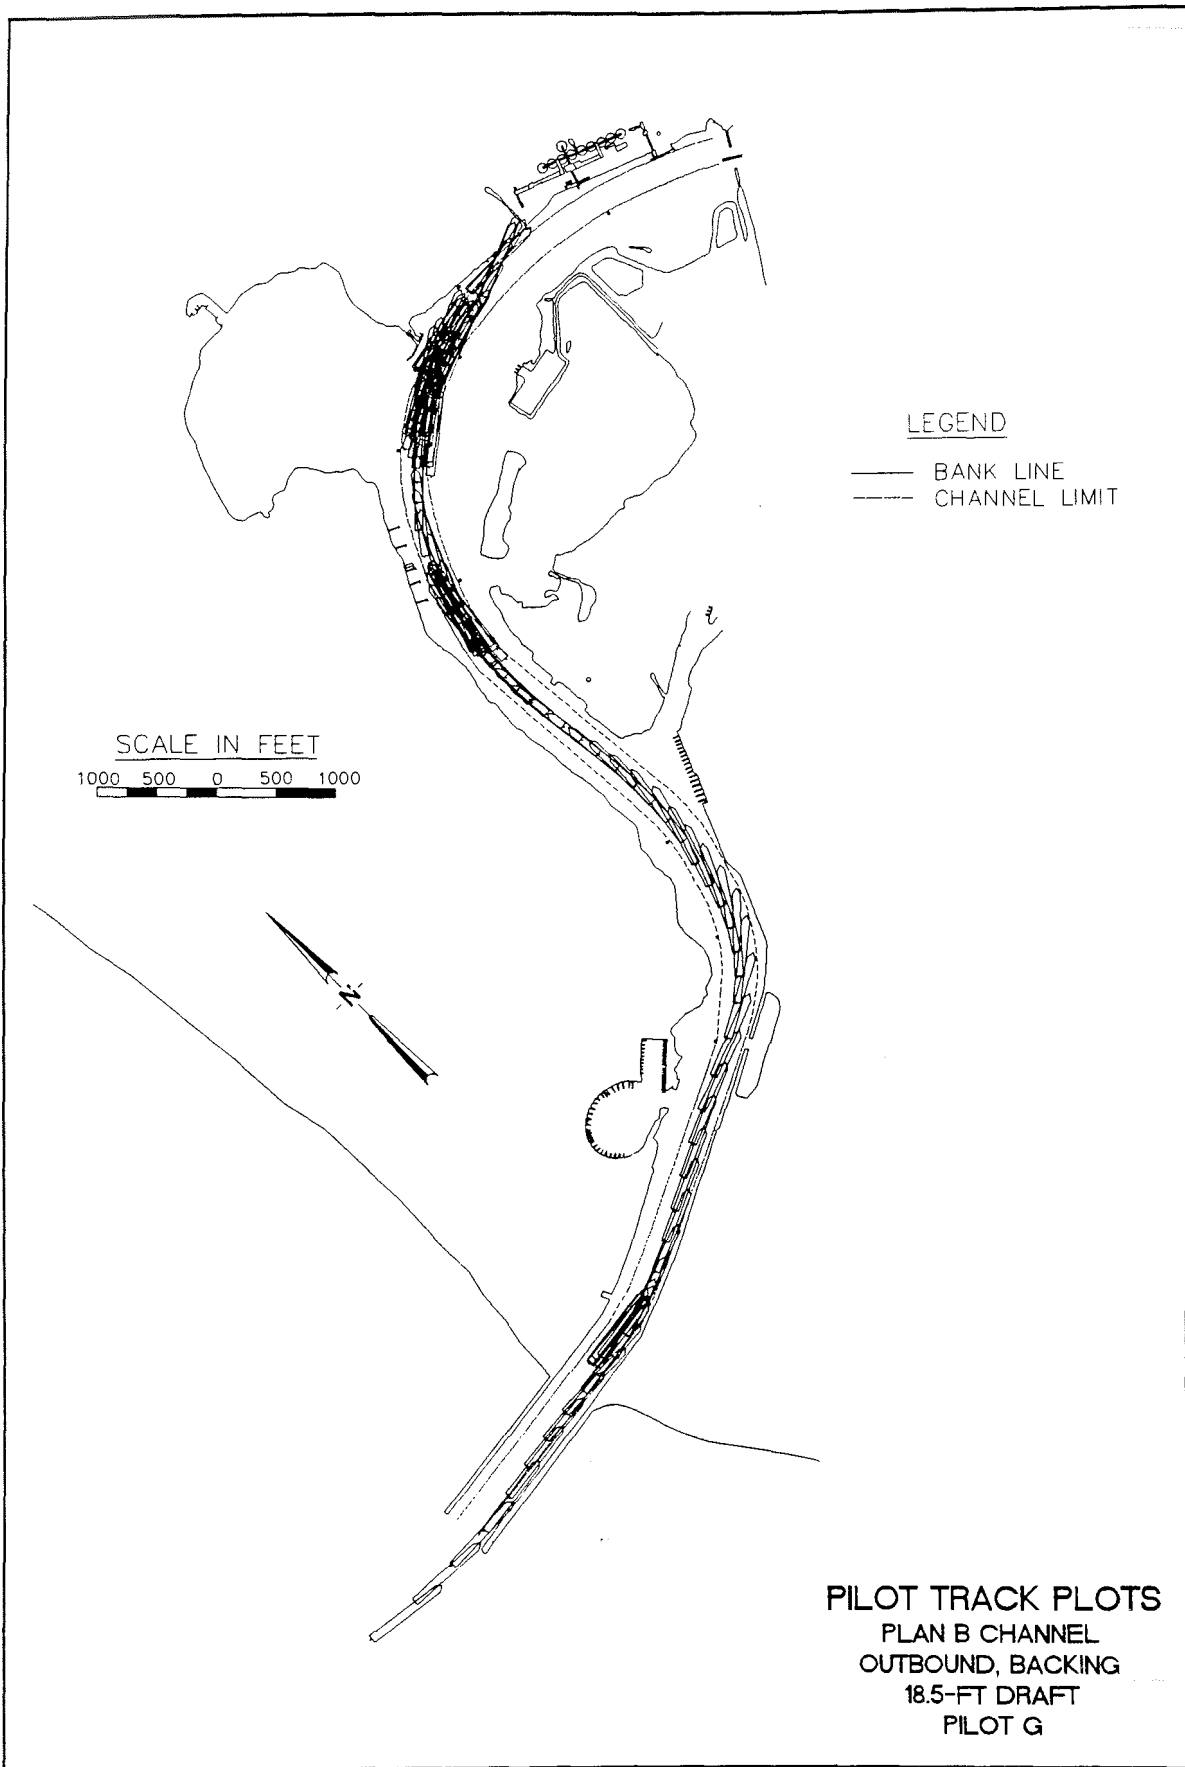 LEGEND
BANK LINE
CHANNEL LIMIT
SCALE IN FEET
1000 500 0 500 1000
N
PILOT TRACK PLOTS
PLAN B CHANNEL
OUTBOUND, BACKING
18.5-FT DRAFT
PILOT G